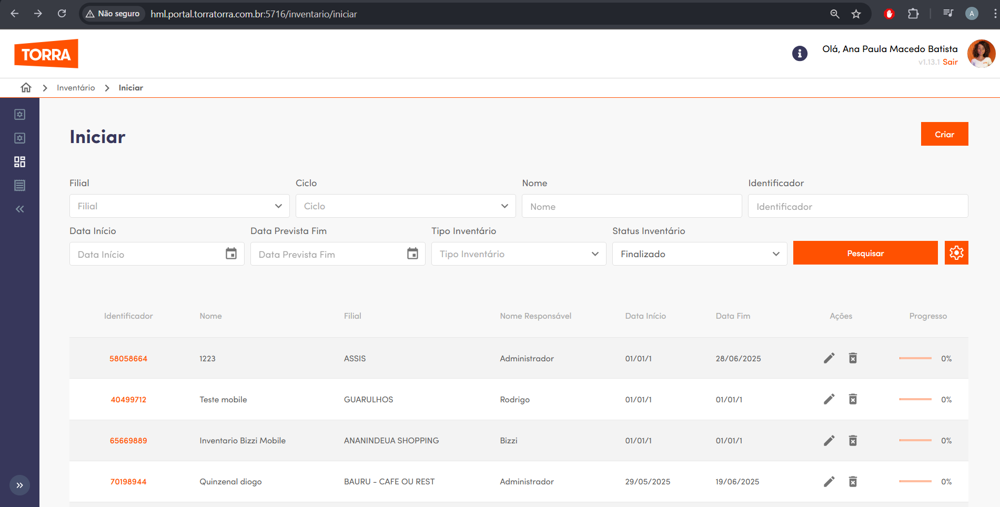 Não seguro hml.portal.torratorra.com.br:5716/inventario/iniciar A
TORRA
Olá, Ana Paula Macedo Batista
v1.13.1 Sair
Inventário Iniciar
Iniciar
Criar
Filial Ciclo Nome Identificador
Filial Ciclo Nome Identificador
Data Início Data Prevista Fim Tipo Inventário Status Inventário
Data Início Data Prevista Fim Tipo Inventário Finalizado Pesquisar
Identificador Nome Filial Nome Responsável Data Início Data Fim Ações Progresso
58058664 1223 ASSIS Administrador 01/01/1 28/06/2025 0%
40499712 Teste mobile GUARULHOS Rodrigo 01/01/1 01/01/1 0%
65669889 Inventario Bizzi Mobile ANANINDEUA SHOPPING Bizzi 01/01/1 01/01/1 0%
70198944 Quinzenal diogo BAURU - CAFE OU REST Administrador 29/05/2025 19/06/2025 0%